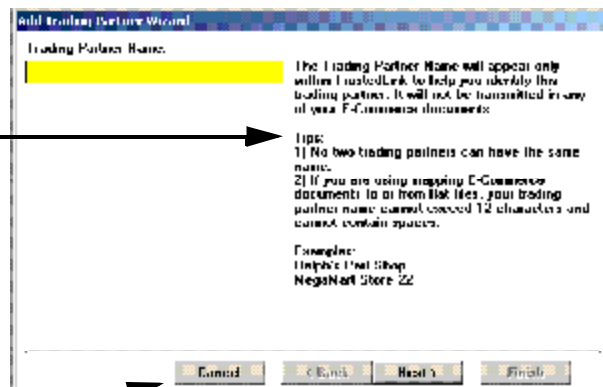 Add Trading Partner Wizard
Trading Partner Name:
The Trading Partner Name will appear only
within TrustedLink to help you identify this
trading partner. It will not be transmitted in any
of your E-Commerce documents.
Tips:
1) No two trading partners can have the same
name.
2) If you are using mapping E-Commerce
documents to or from flat files, your trading
partner name cannot exceed 12 characters and
cannot contain spaces.
Examples:
Ralph's Pool Shop
MegaMart Store 22
Cancel
< Back
Next >
Finish